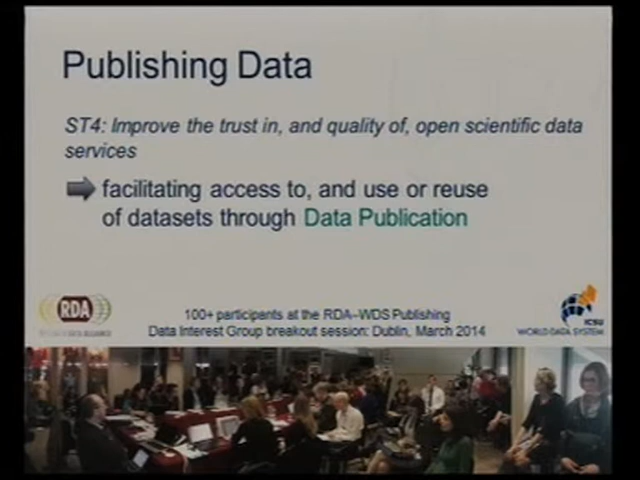 Publishing Data
ST4: Improve the trust in, and quality of, open scientific data
services
facilitating access to, and use or reuse
of datasets through Data Publication
RDA
100+ participants at the RDA–WDS Publishing
Data Interest Group breakout session: Dublin, March 2014
ICSU
WORLD DATA SYSTEM